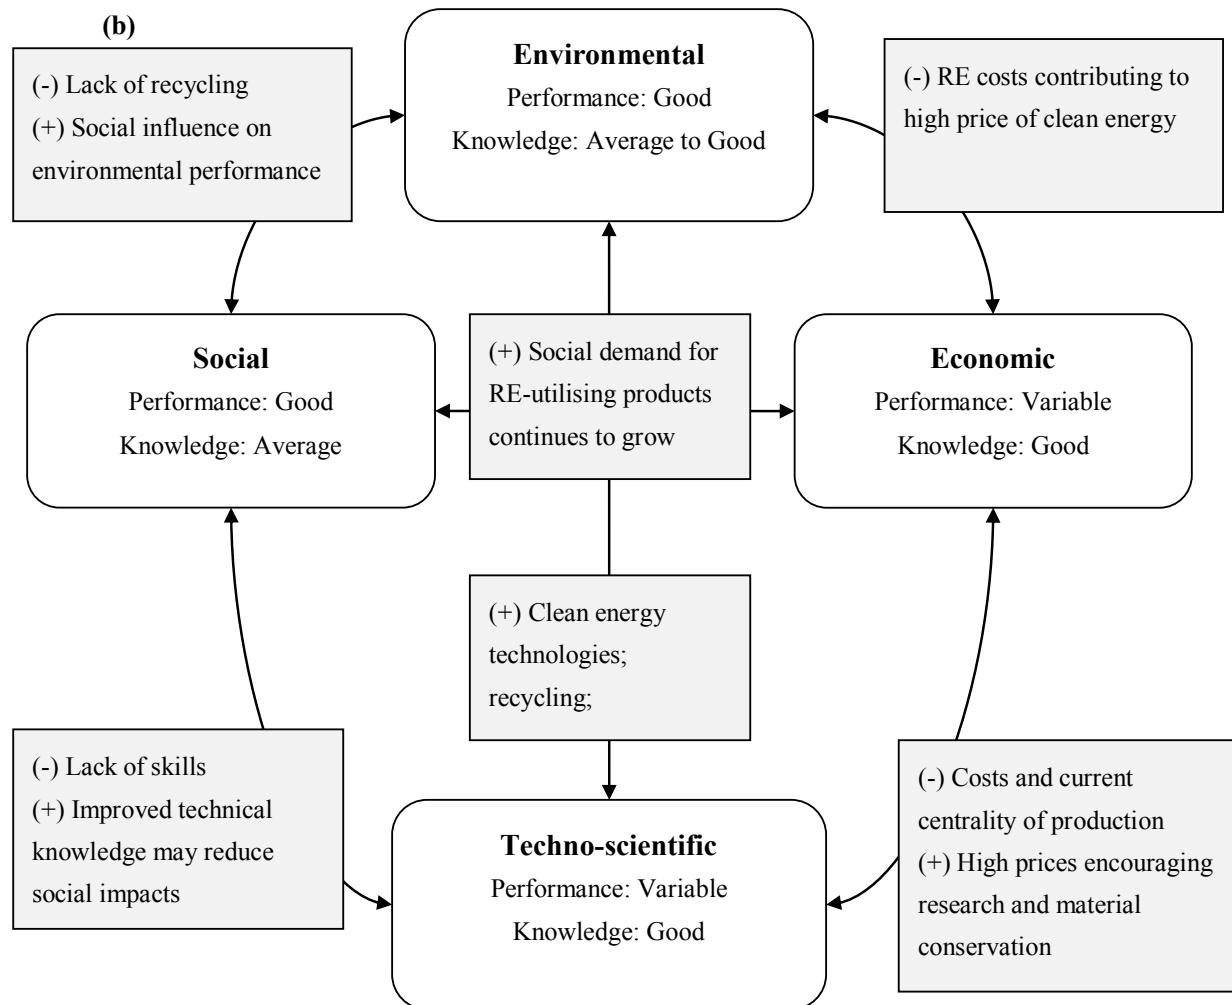 (b)
(-) Lack of recycling
(+) Social influence on
environmental performance
Environmental
Performance: Good
Knowledge: Average to Good
(-) RE costs contributing to
high price of clean energy
Social
Performance: Good
Knowledge: Average
(+) Social demand for
RE-utilising products
continues to grow
Economic
Performance: Variable
Knowledge: Good
(+) Clean energy
technologies;
recycling;
(-) Lack of skills
(+) Improved technical
knowledge may reduce
social impacts
Techno-scientific
Performance: Variable
Knowledge: Good
(-) Costs and current
centrality of production
(+) High prices encouraging
research and material
conservation